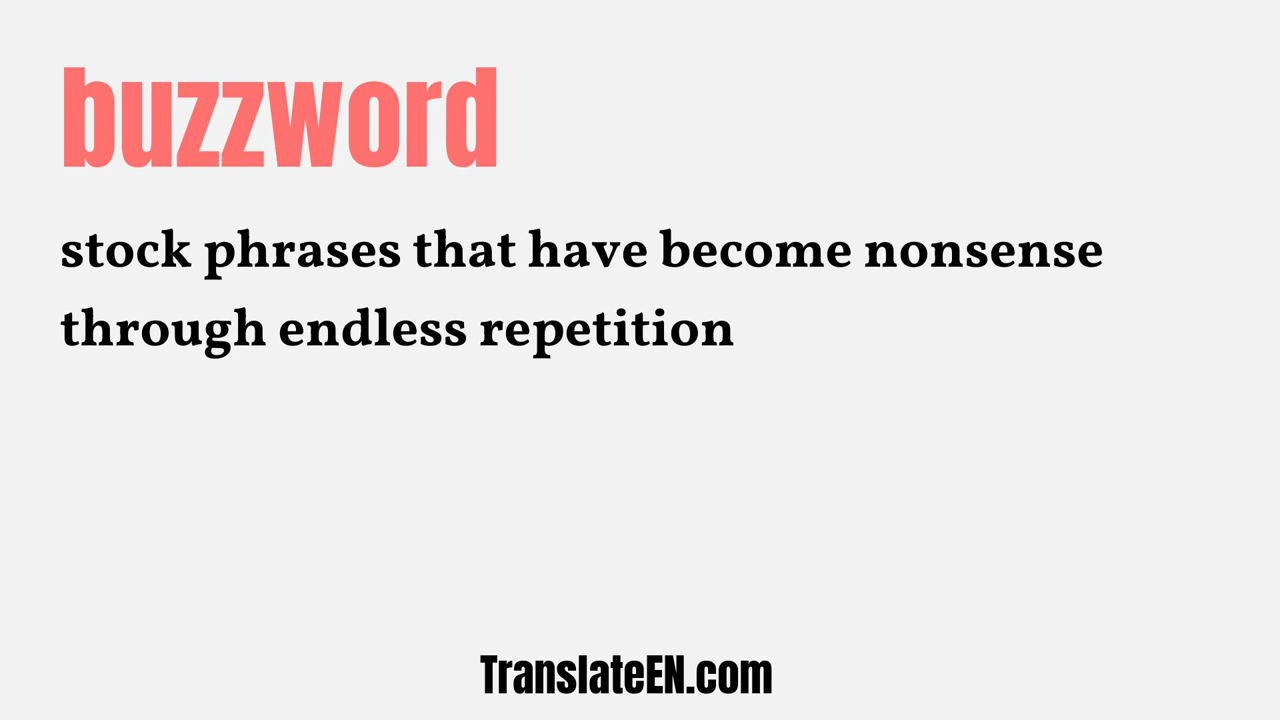 buzzword
stock phrases that have become nonsense
through endless repetition
TranslateEN.com